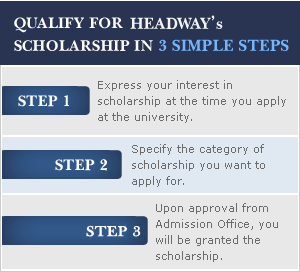 QUALIFY FOR HEADWAY's
SCHOLARSHIP IN 3 SIMPLE STEPS
STEP 1
Express your interest in
scholarship at the time you apply
at the university.
STEP 2
Specify the category of
scholarship you want to
apply for.
STEP 3
Upon approval from
Admission Office, you
will be granted the
scholarship.